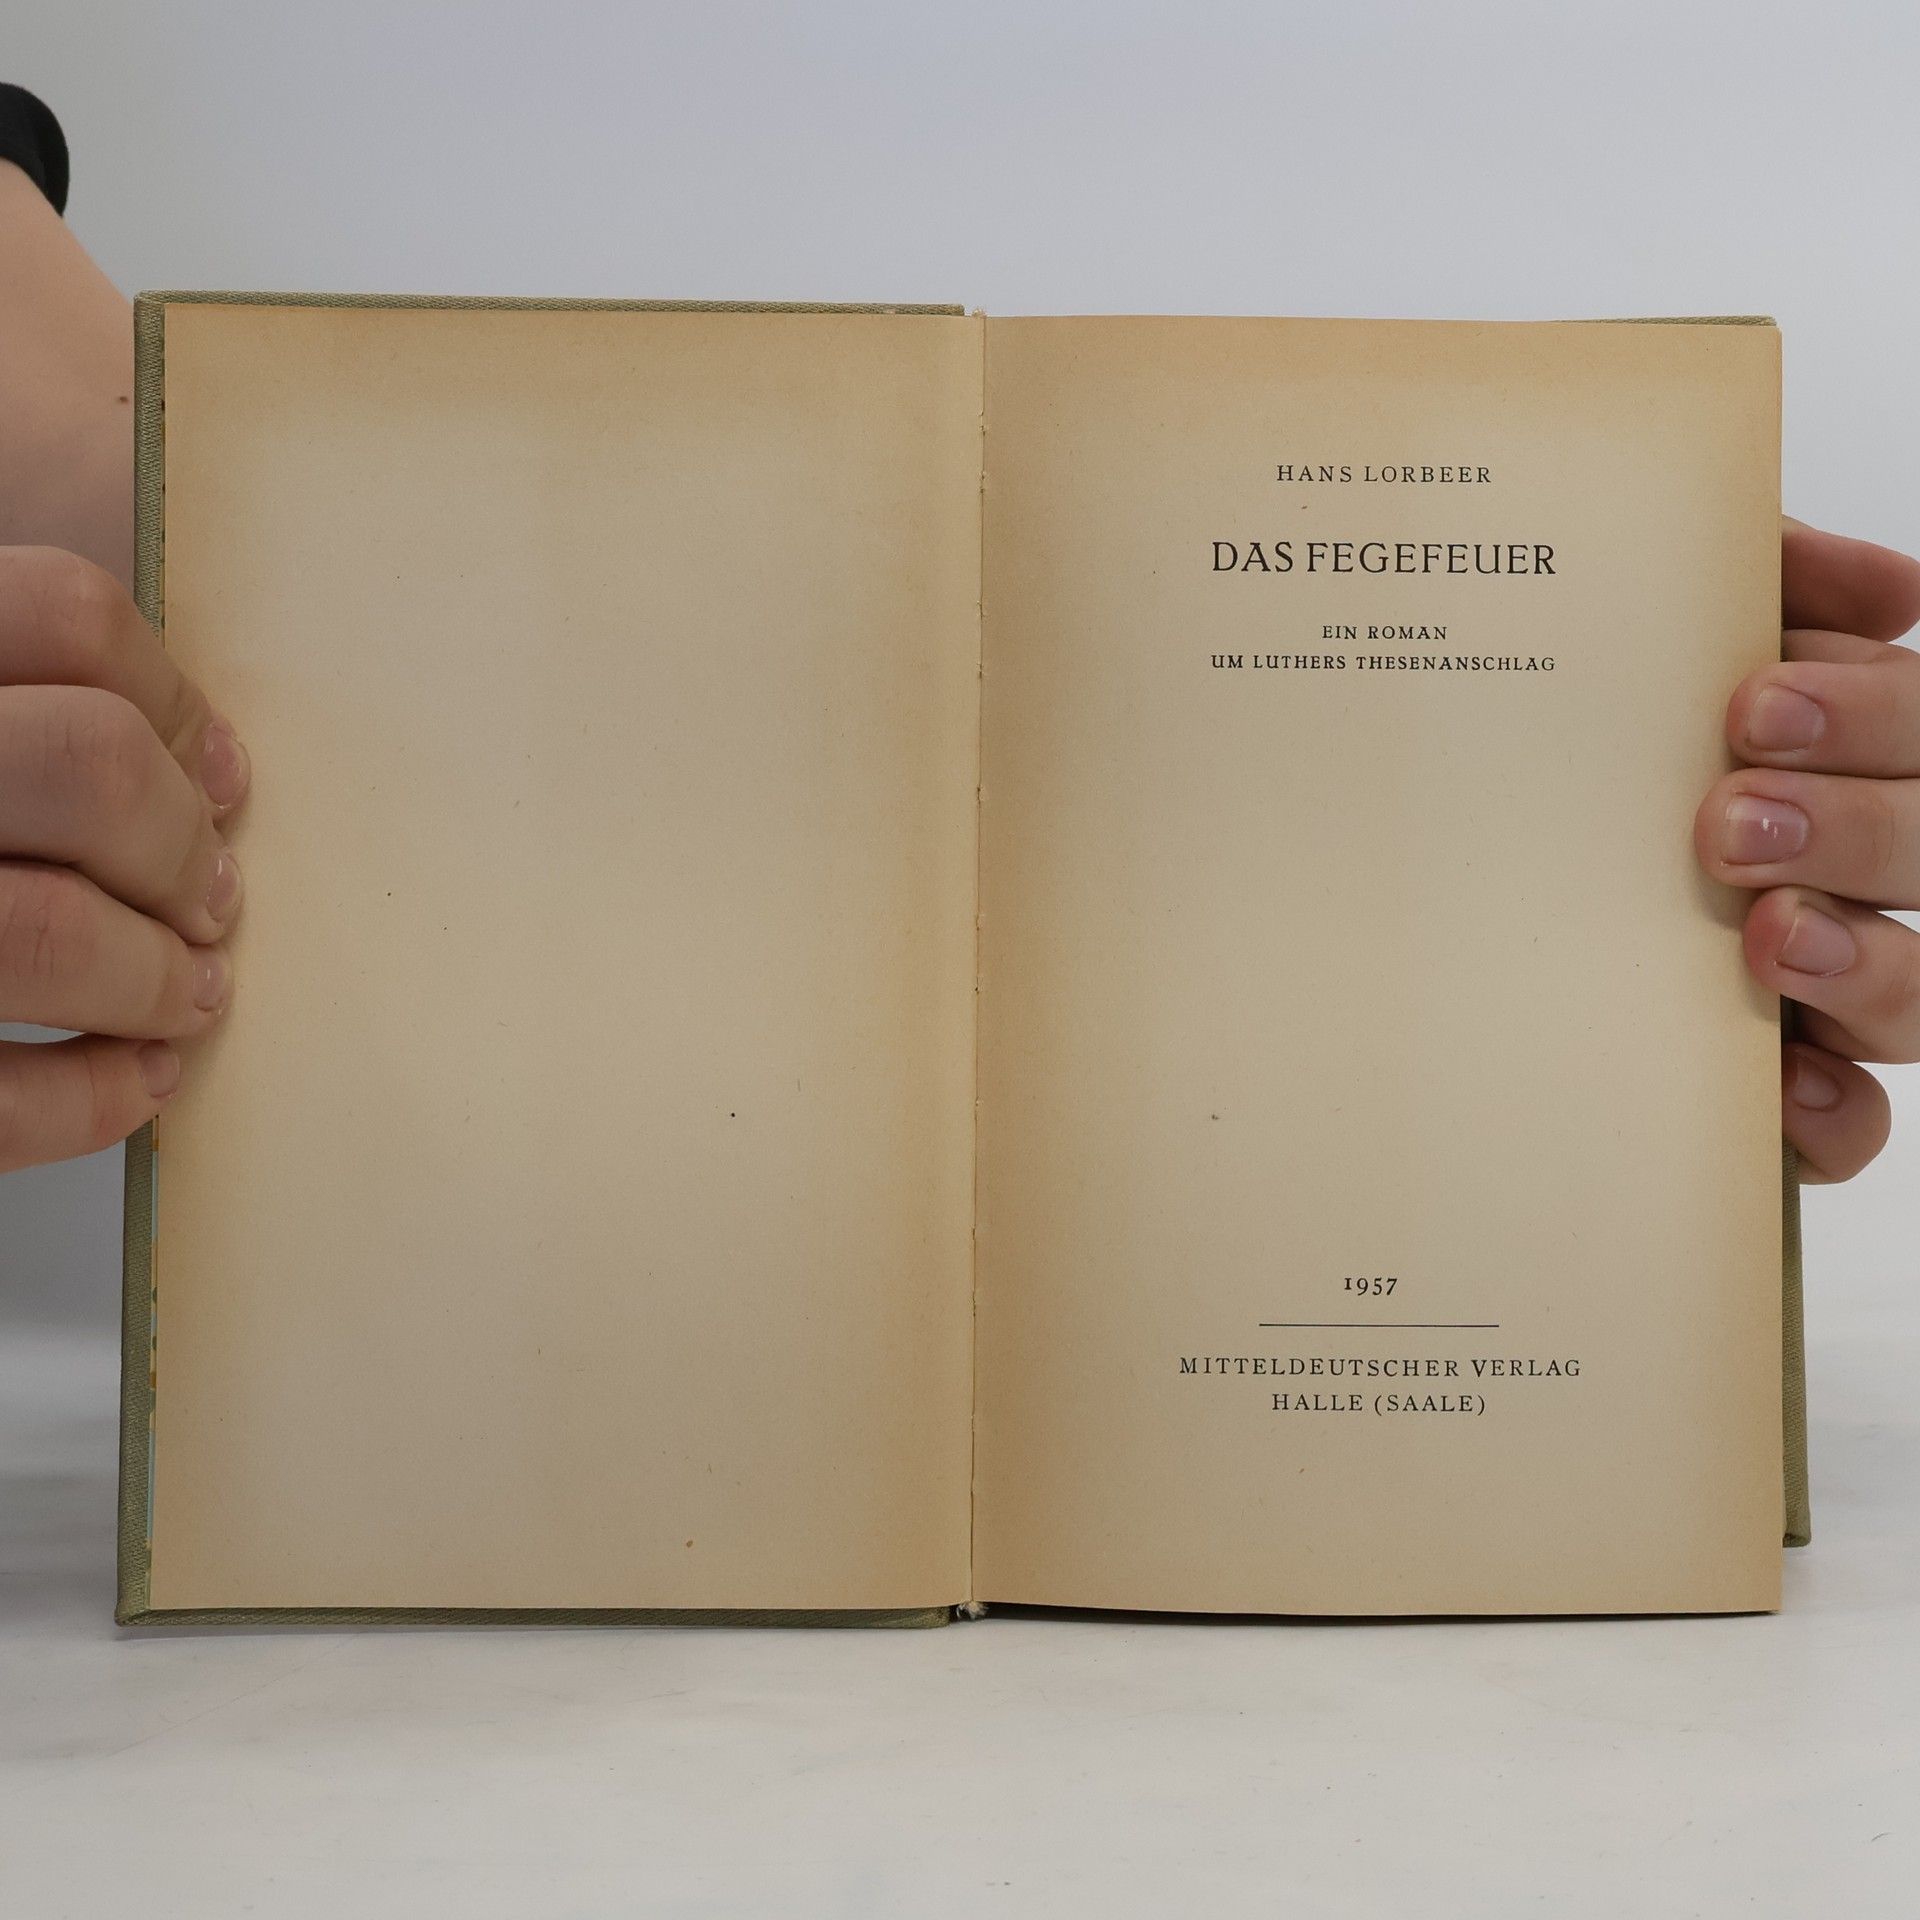 HANS LORBEER
DAS FEGEFEUER
EIN ROMAN
UM LUTHERS THESENANSCHLAG
1957
MITTELDEUTSCHER VERLAG
HALLE (SAALE)